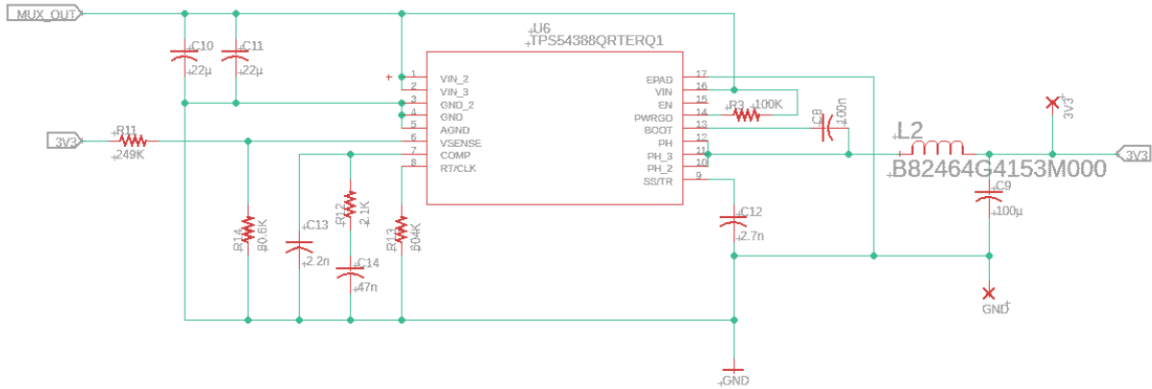 MUX_OUT
U6
TPS54388QRTERQ1
C10
22µ
C11
22µ
1 VIN_2
2 VIN_3
3 GND_2
4 GND
5 AGND
6 VSENSE
7 COMP
8 RT/CLK
EPAD 17
VIN 16
EN 15
PWRGD 14
BOOT 13
PH 12
PH_3 11
PH_2 10
SS/TR 9
R3 100K
C8
100n
3V3
R11
249K
L2
B82464G4153M000
3V3
3V3
C9
100µ
R14
80.6K
C13
2.2n
R12
2.1K
C14
47n
R13
604K
C12
2.7n
GND
GND